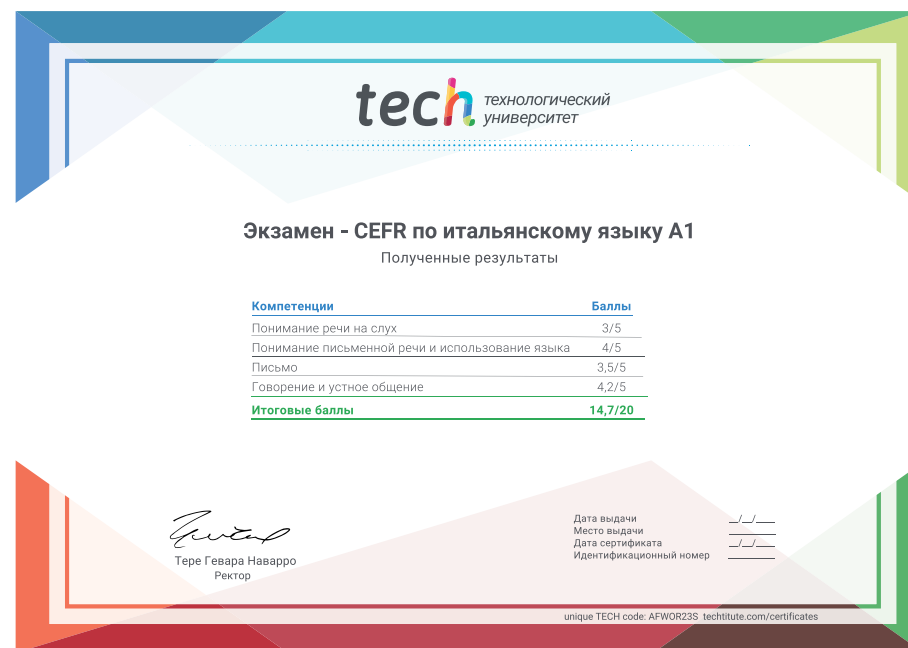 tech технологический
университет
Экзамен - CEFR по итальянскому языку A1
Полученные результаты
Компетенции Баллы
Понимание речи на слух 3/5
Понимание письменной речи и использование языка 4/5
Письмо 3,5/5
Говорение и устное общение 4,2/5
Итоговые баллы 14,7/20
Тере Гевара Наварро
Ректор
Дата выдачи __/__/____
Место выдачи ________
Дата сертификата __/__/____
Идентификационный номер ________
unique TECH code: AFWOR23S techtitute.com/certificates